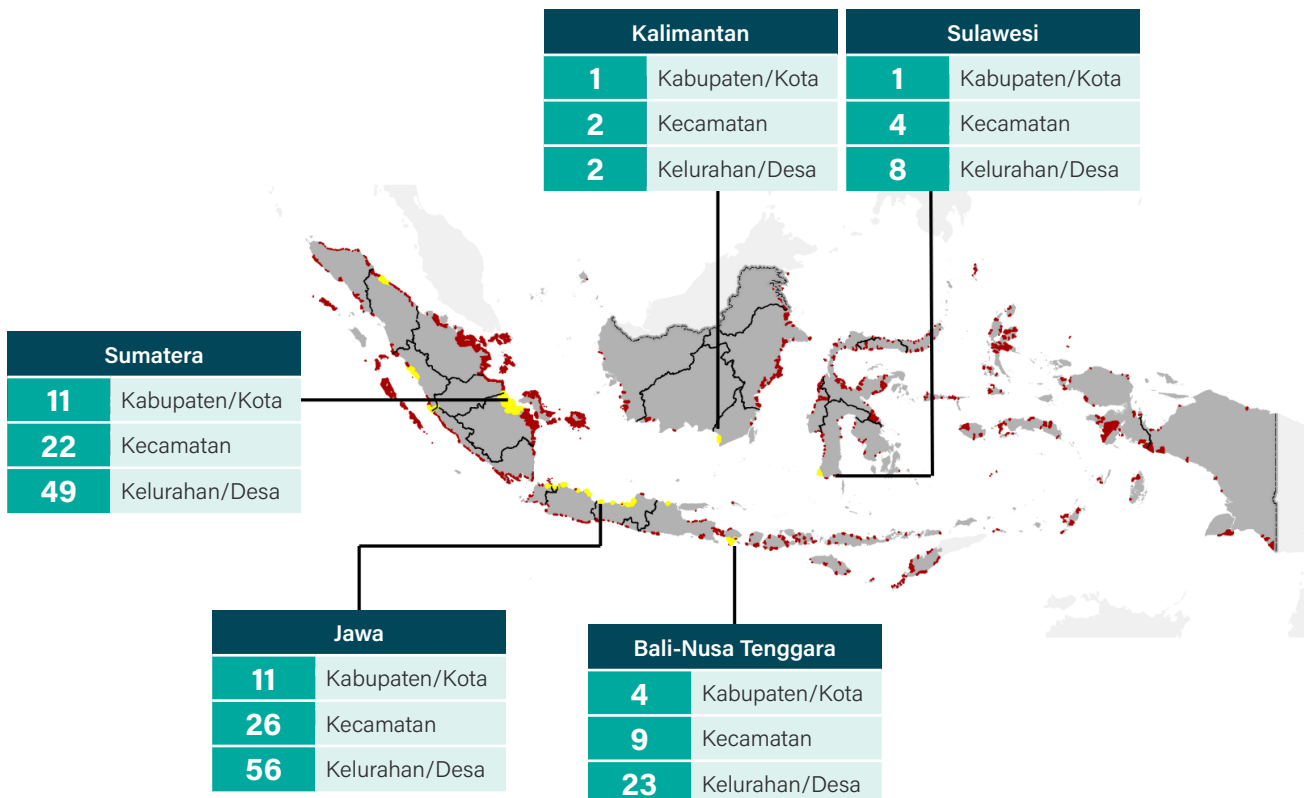 Kalimantan
1 Kabupaten/Kota
2 Kecamatan
2 Kelurahan/Desa
Sulawesi
1 Kabupaten/Kota
4 Kecamatan
8 Kelurahan/Desa
Sumatera
11 Kabupaten/Kota
22 Kecamatan
49 Kelurahan/Desa
Jawa
11 Kabupaten/Kota
26 Kecamatan
56 Kelurahan/Desa
Bali-Nusa Tenggara
4 Kabupaten/Kota
9 Kecamatan
23 Kelurahan/Desa